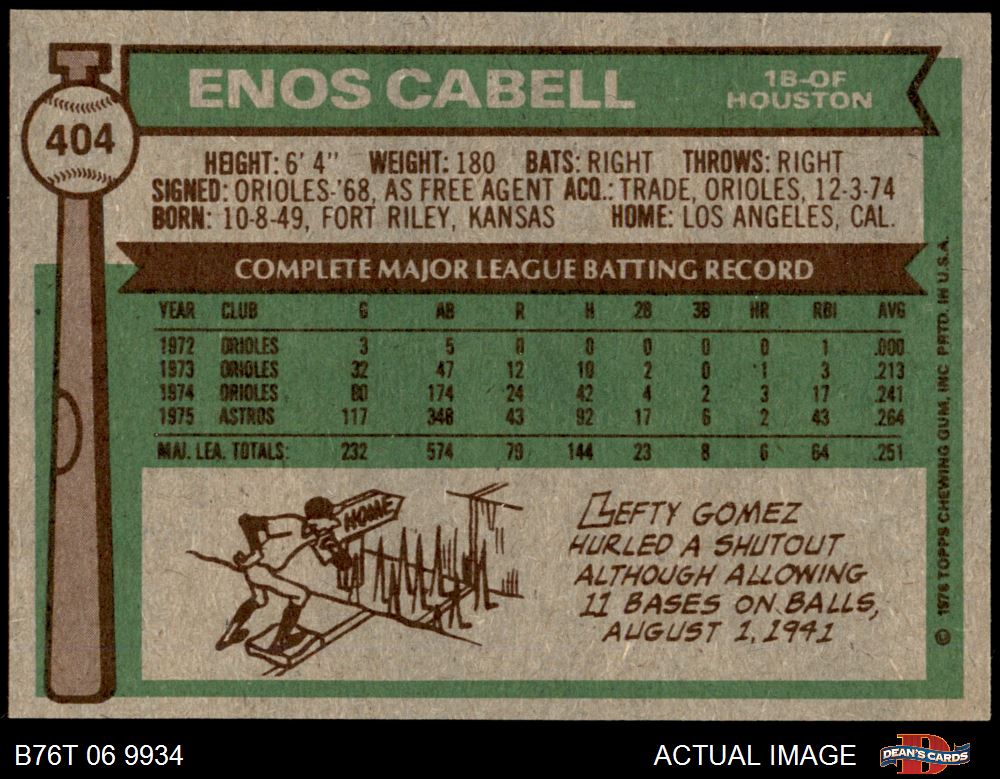 404
ENOS CABELL
1B-OF
HOUSTON
HEIGHT: 6' 4" WEIGHT: 180 BATS: RIGHT THROWS: RIGHT
SIGNED: ORIOLES-'68, AS FREE AGENT ACQ.: TRADE, ORIOLES, 12-3-74
BORN: 10-8-49, FORT RILEY, KANSAS HOME: LOS ANGELES, CAL.
COMPLETE MAJOR LEAGUE BATTING RECORD
YEAR CLUB G AB R H 2B 3B HR RBI AVG
1972 ORIOLES 3 5 0 0 0 0 0 1 .000
1973 ORIOLES 32 47 12 10 2 0 1 3 .213
1974 ORIOLES 80 174 24 42 4 2 3 17 .241
1975 ASTROS 117 348 43 92 17 6 2 43 .264
MAJ. LEA. TOTALS: 232 574 79 144 23 8 6 64 .251
HOME
LEFTY GOMEZ
HURLED A SHUTOUT
ALTHOUGH ALLOWING
11 BASES ON BALLS,
AUGUST 1, 1941
© 1976 TOPPS CHEWING GUM, INC PRTD. IN U.S.A.
B76T 06 9934
ACTUAL IMAGE
DEAN'S CARDS